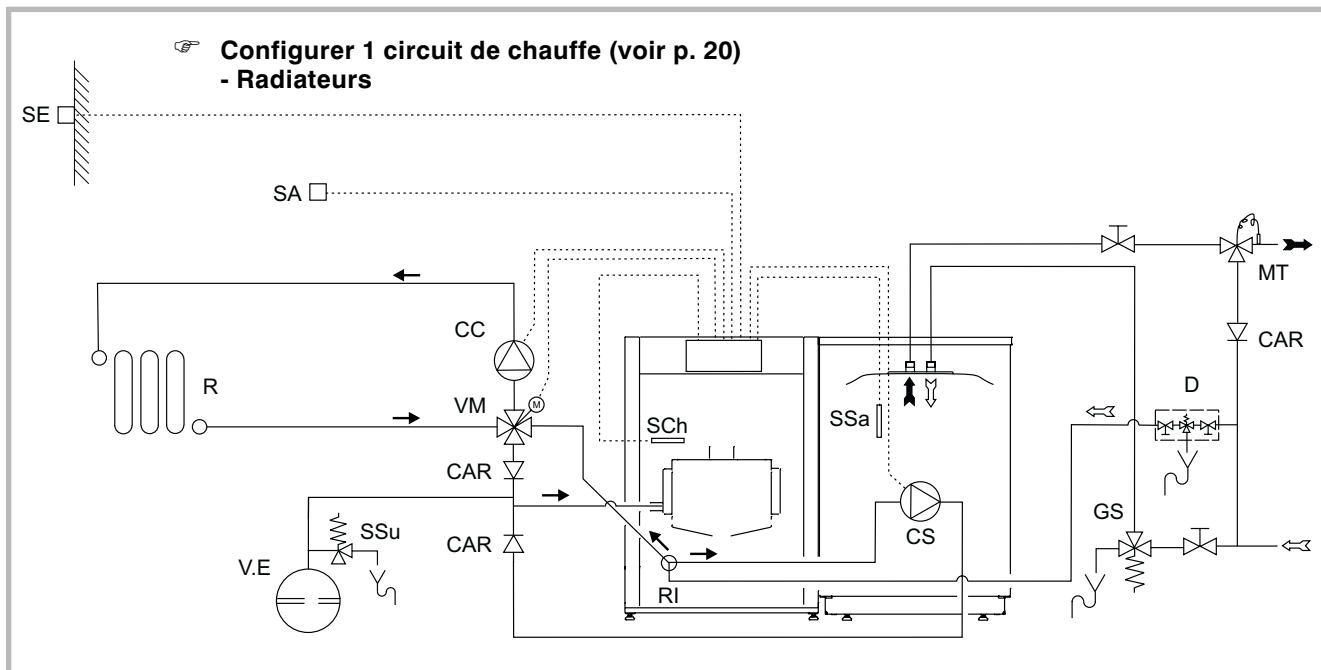 ☞ Configurer 1 circuit de chauffe (voir p. 20)
- Radiateurs
SE
SA
MT
CC
CAR
R
VM
M
D
SCh
SSa
CAR
GS
SSu
CAR
CS
V.E
RI